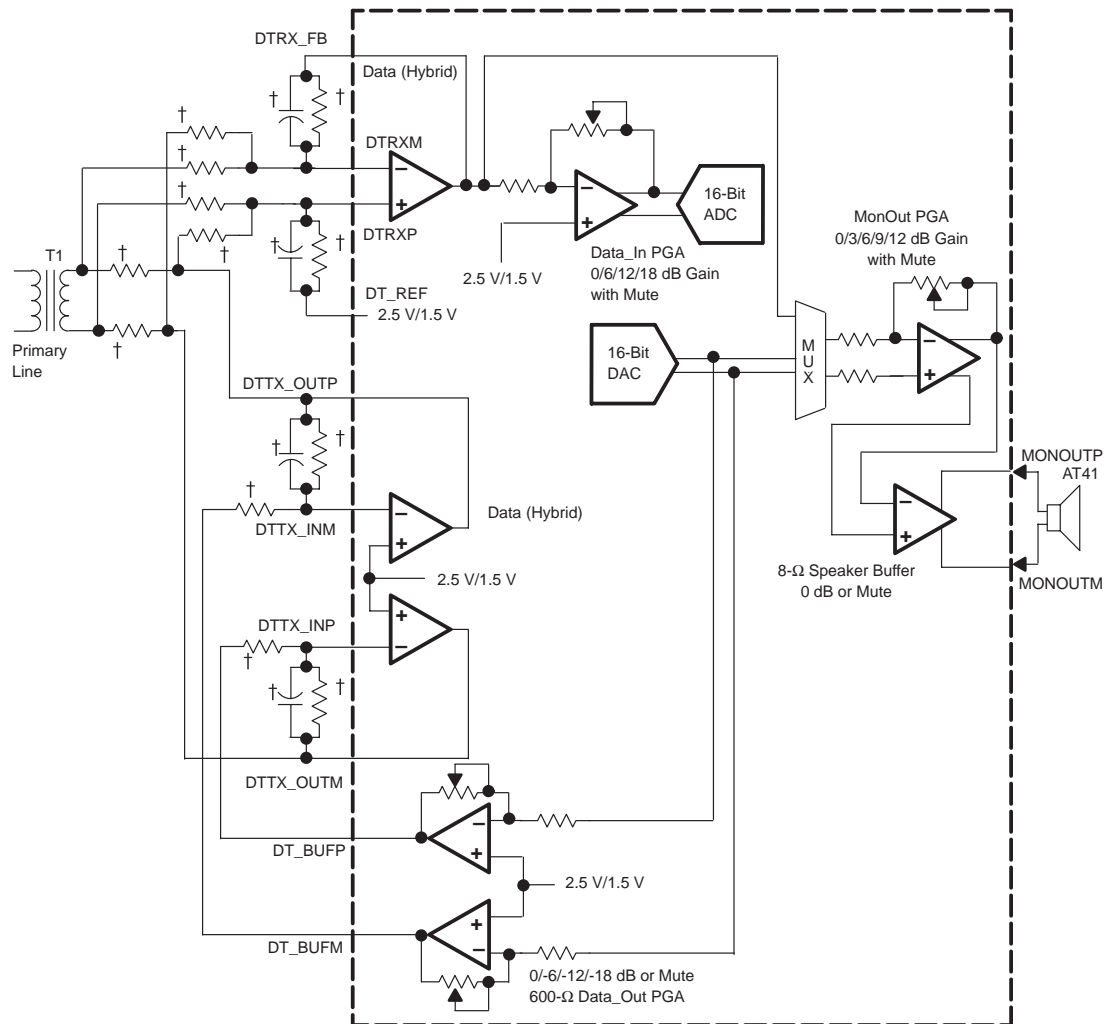 DTRX_FB
Data (Hybrid)
†
†
†
DTRXM
†
−
+
†
DTRXP
†
†
†
T1
†
DT_REF
2.5 V/1.5 V
†
Primary
Line
−
+
2.5 V/1.5 V
16-Bit
ADC
Data_In PGA
0/6/12/18 dB Gain
with Mute
MonOut PGA
0/3/6/9/12 dB Gain
with Mute
16-Bit
DAC
M
U
X
−
+
DTTX_OUTP
†
†
†
DTTX_INM
−
+
Data (Hybrid)
2.5 V/1.5 V
−
+
8-Ω Speaker Buffer
0 dB or Mute
MONOUTP
AT41
MONOUTM
DTTX_INP
+
−
†
†
†
DTTX_OUTM
−
+
DT_BUFP
2.5 V/1.5 V
+
−
DT_BUFM
0/-6/-12/-18 dB or Mute
600-Ω Data_Out PGA